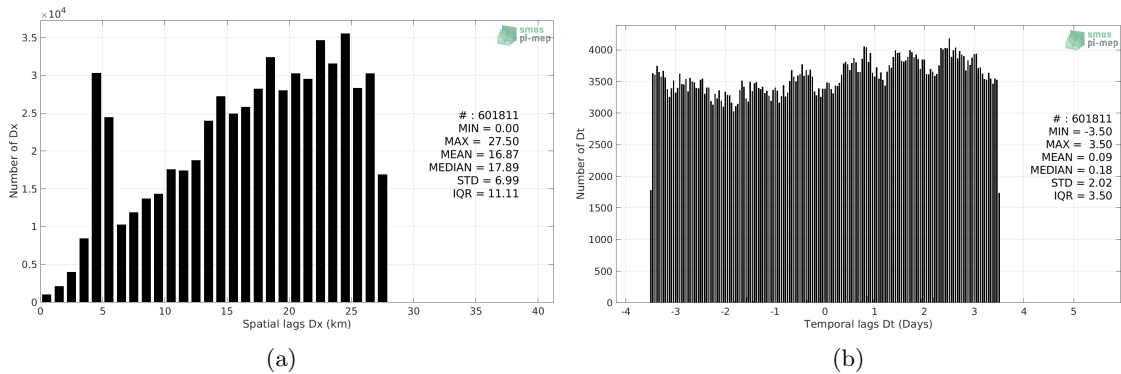 ×10⁴
3.5
3
2.5
2
1.5
1
0.5
0
0 5 10 15 20 25 30 35 40
Number of Dx
Spatial lags Dx (km)
smos
pi-mep
# : 601811
MIN = 0.00
MAX = 27.50
MEAN = 16.87
MEDIAN = 17.89
STD = 6.99
IQR = 11.11
(a)
4000
3500
3000
2500
2000
1500
1000
500
0
-4 -3 -2 -1 0 1 2 3 4 5
Number of Dt
Temporal lags Dt (Days)
smos
pi-mep
# : 601811
MIN = -3.50
MAX = 3.50
MEAN = 0.09
MEDIAN = 0.18
STD = 2.02
IQR = 3.50
(b)